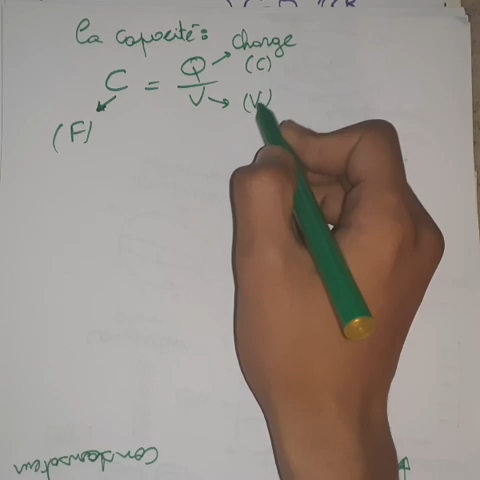 La capacité :
C = Q / V → charge (C)
(F) → (V)
condensateur